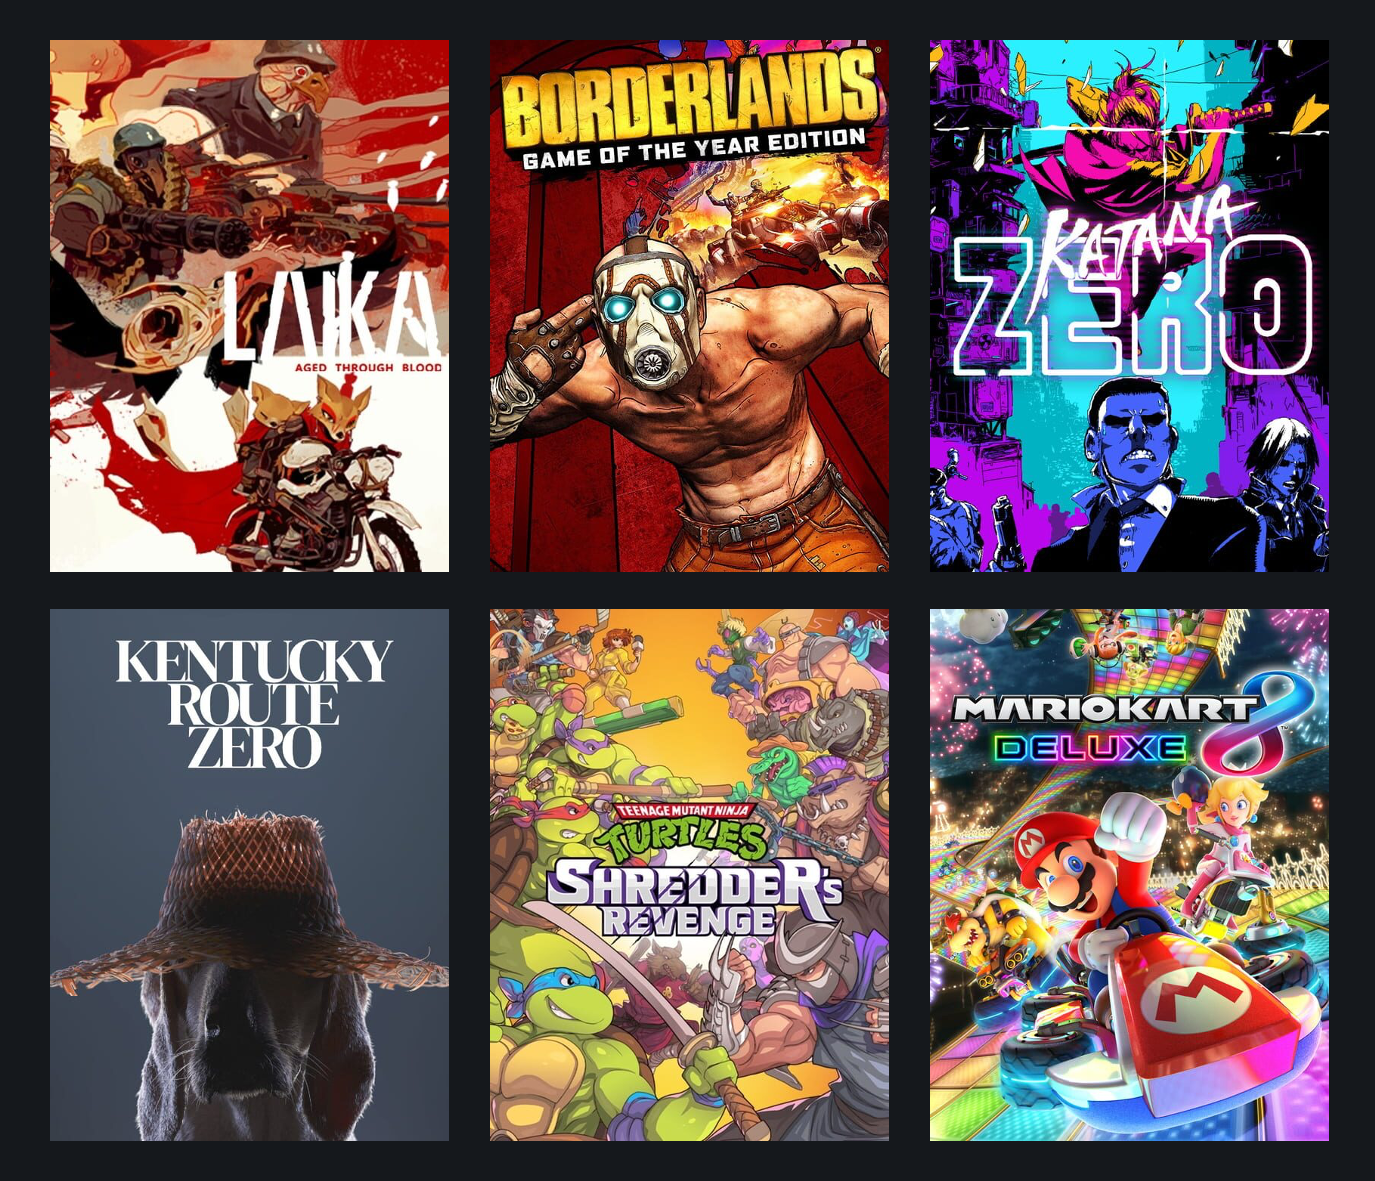 LAIKA
AGED THROUGH BLOOD
BORDERLANDS
GAME OF THE YEAR EDITION
KATANA
ZERO
KENTUCKY
ROUTE
ZERO
TEENAGE MUTANT NINJA
TURTLES
SHREDDER'S
REVENGE
MARIOKART 8
DELUXE